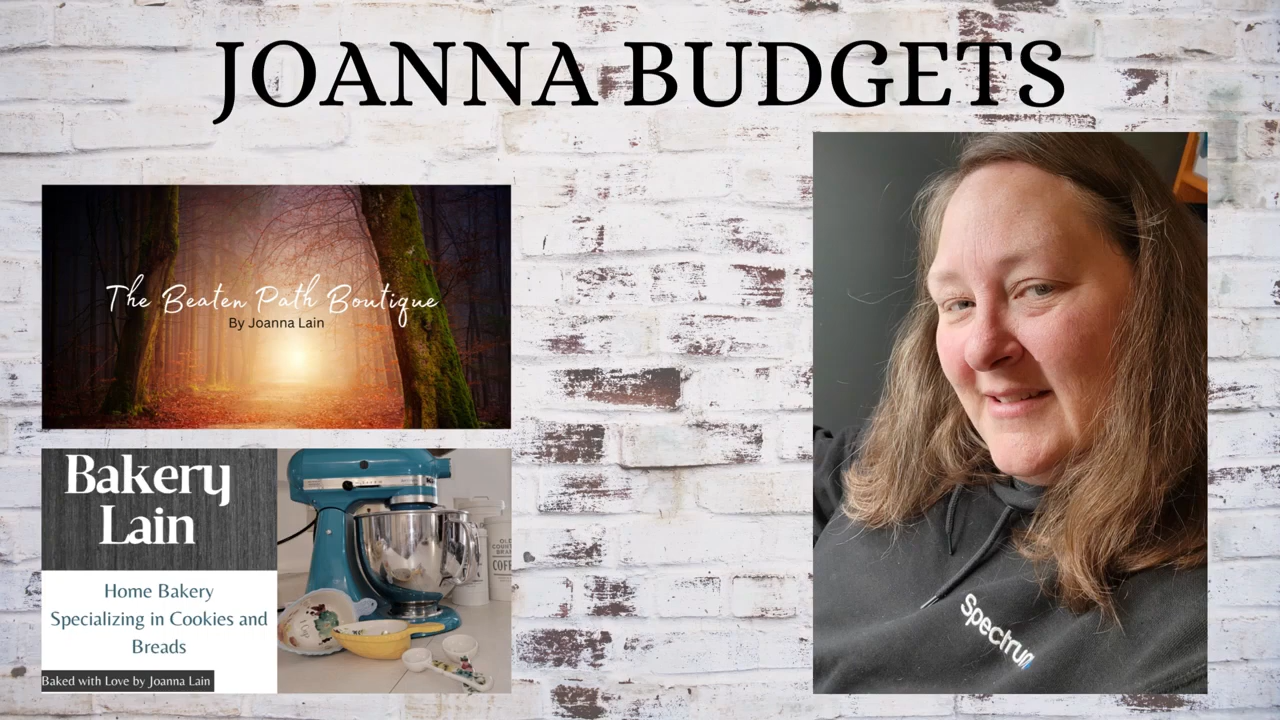 JOANNA BUDGETS
The Beaten Path Boutique
By Joanna Lain
Bakery
Lain
Home Bakery
Specializing in Cookies and
Breads
Baked with Love by Joanna Lain
Spectrum